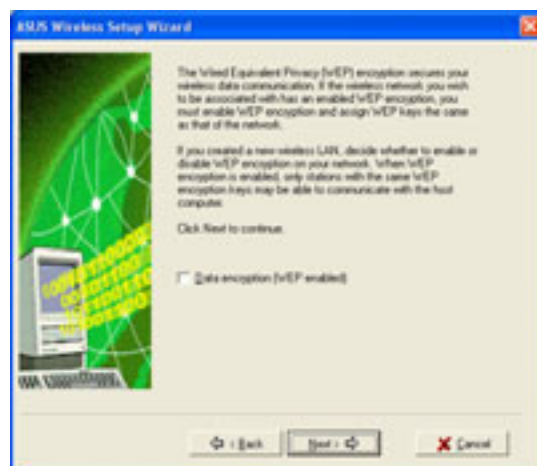 ASUS Wireless Setup Wizard
The Wired Equivalent Privacy (WEP) encryption secures your
wireless data communication. If the wireless network you wish
to be associated with has an enabled WEP encryption, you
must enable WEP encryption and assign WEP keys the same
as that of the network.
If you created a new wireless LAN, decide whether to enable or
disable WEP encryption on your network. When WEP
encryption is enabled, only stations with the same WEP
encryption keys may be able to communicate with the host
computer.
Click Next to continue.
Data encryption (WEP enabled)
< Back
Next >
Cancel